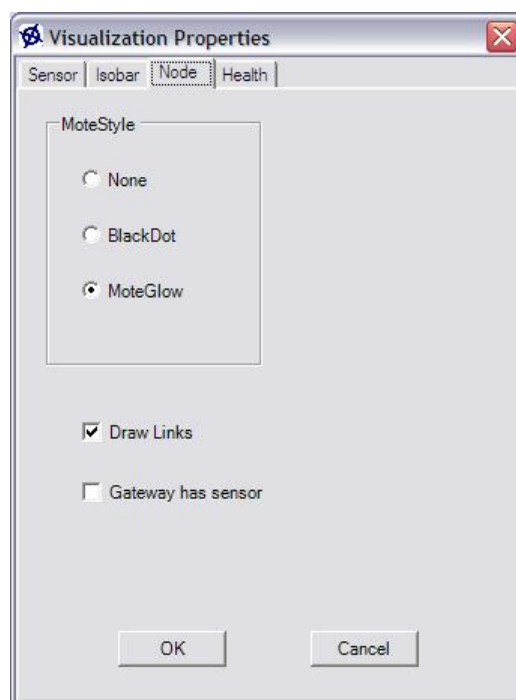 Visualization Properties
Sensor Isobar Node Health
MoteStyle
None
BlackDot
MoteGlow
Draw Links
Gateway has sensor
OK Cancel